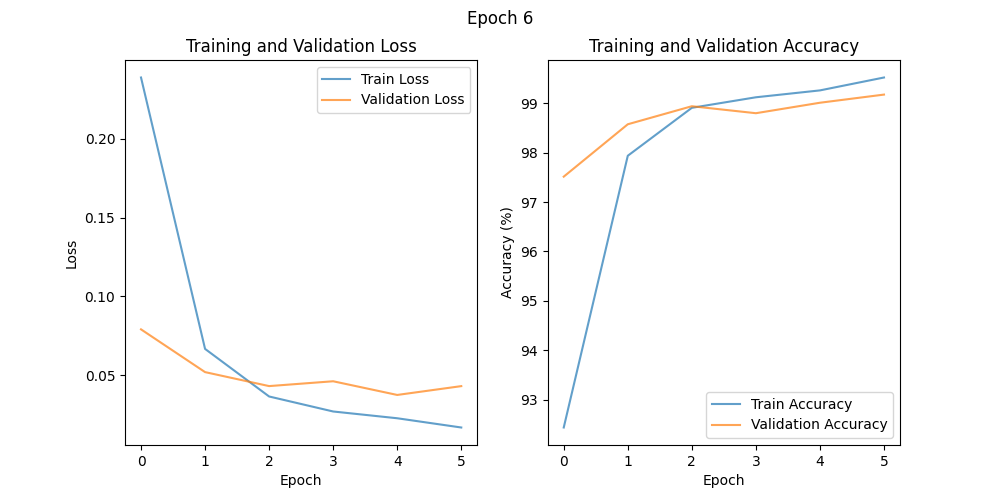 Epoch 6
Training and Validation Loss
Train Loss
Validation Loss
0.20
0.15
0.10
0.05
Loss
0 1 2 3 4 5
Epoch
Training and Validation Accuracy
99
98
97
96
95
94
93
Accuracy (%)
Train Accuracy
Validation Accuracy
0 1 2 3 4 5
Epoch